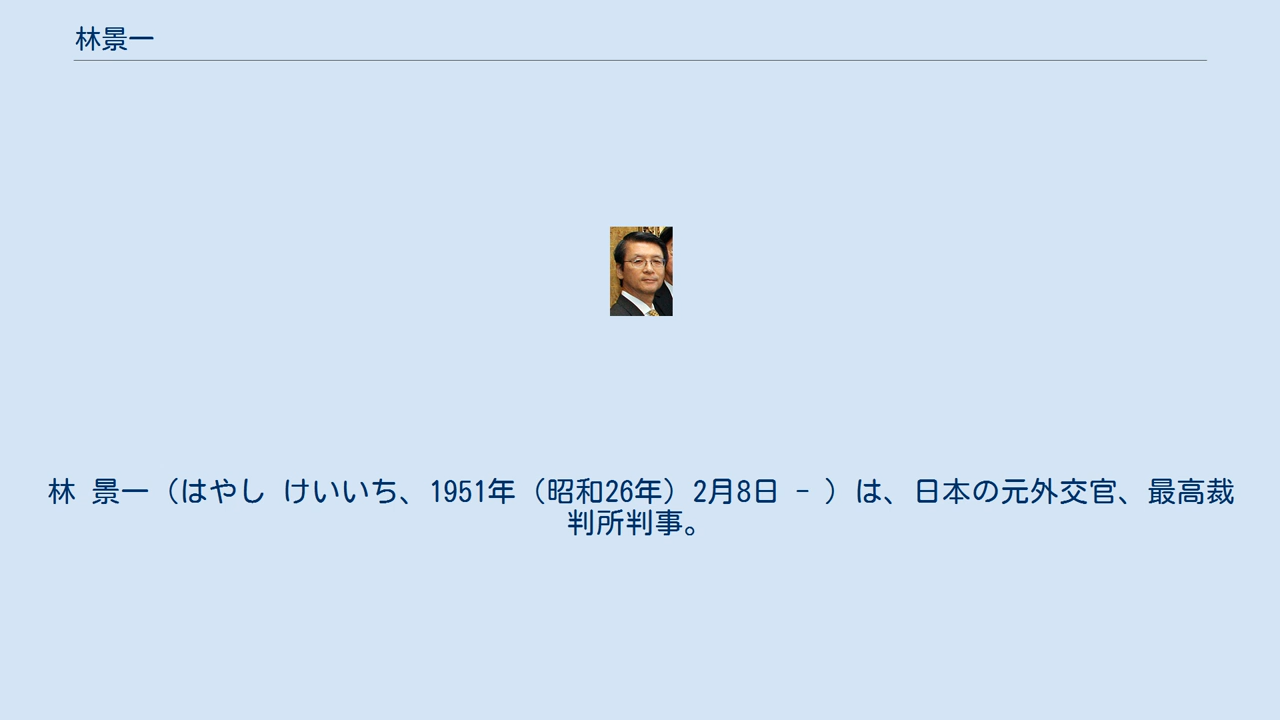 林景一
林 景一（はやし けいいち、1951年（昭和26年）2月8日 - ）は、日本の元外交官、最高裁
判所判事。